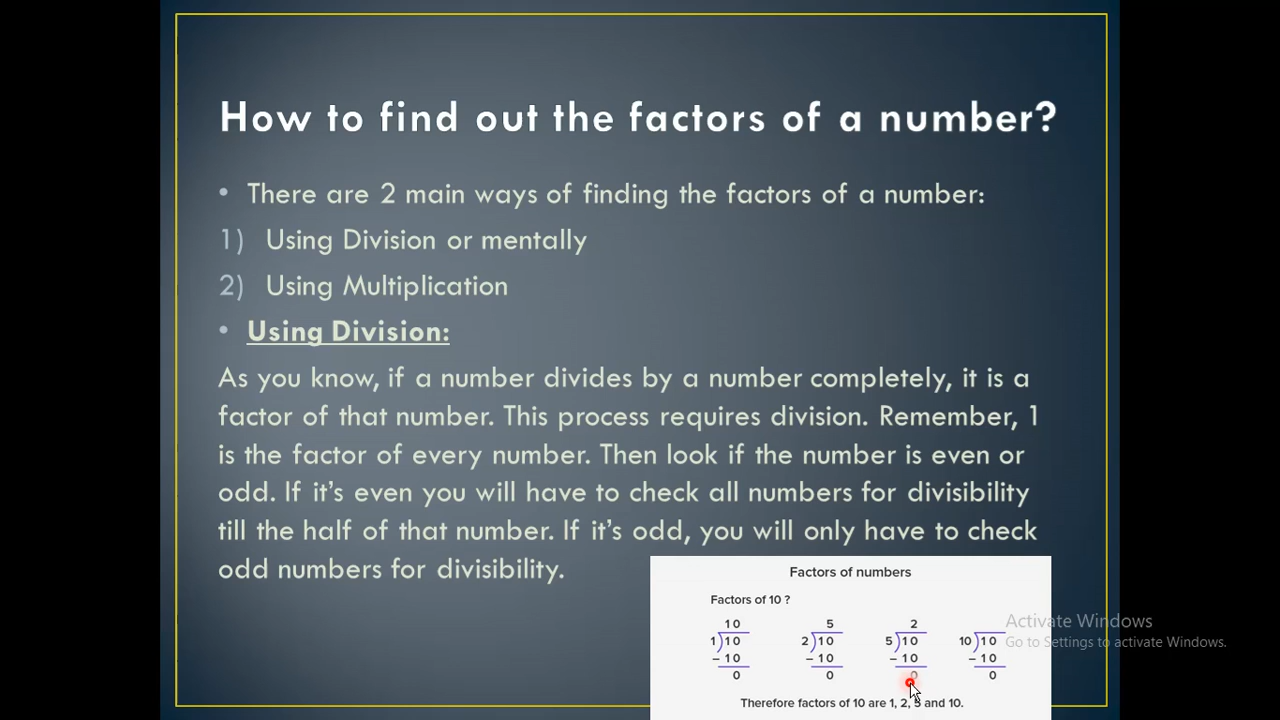 How to find out the factors of a number?
• There are 2 main ways of finding the factors of a number:
1) Using Division or mentally
2) Using Multiplication
• Using Division:
As you know, if a number divides by a number completely, it is a
factor of that number. This process requires division. Remember, 1
is the factor of every number. Then look if the number is even or
odd. If it's even you will have to check all numbers for divisibility
till the half of that number. If it's odd, you will only have to check
odd numbers for divisibility.
Factors of numbers
Factors of 10 ?
10 5 2
1)10 2)10 5)10 10)10
-10 -10 -10 -10
0 0 0 0
Therefore factors of 10 are 1, 2, 5 and 10.
Activate Windows
Go to Settings to activate Windows.